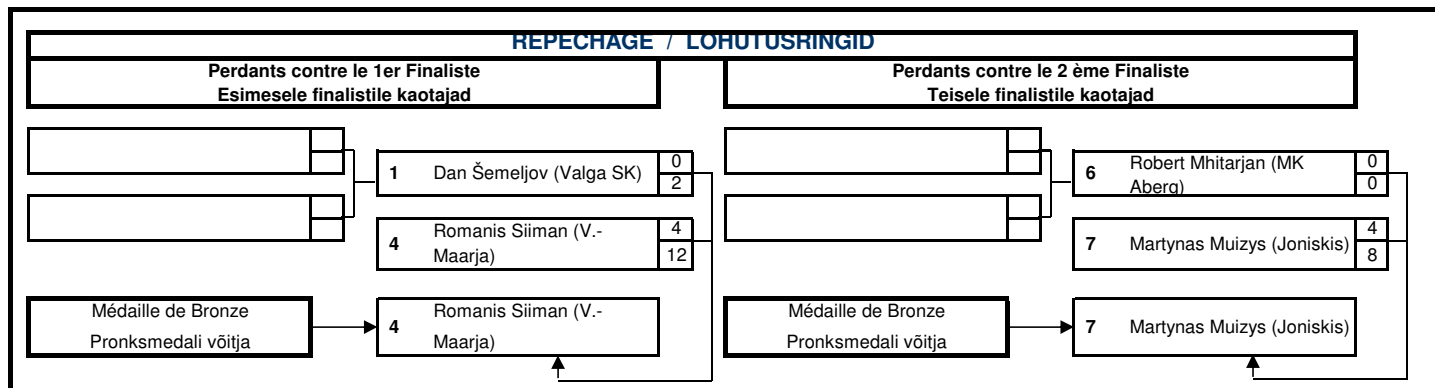 REPECHAGE / LOHUTUSRINGID
Perdants contre le 1er Finaliste
Esimesele finalistile kaotajad
Perdants contre le 2 ème Finaliste
Teisele finalistile kaotajad
1 Dan Šemeljov (Valga SK) 0
2
4 Romanis Siiman (V.- 4
Maarja) 12
6 Robert Mhitarjan (MK 0
Aberg) 0
7 Martynas Muizys (Joniskis) 4
8
Médaille de Bronze
Pronksmedali võitja
4 Romanis Siiman (V.-
Maarja)
Médaille de Bronze
Pronksmedali võitja
7 Martynas Muizys (Joniskis)